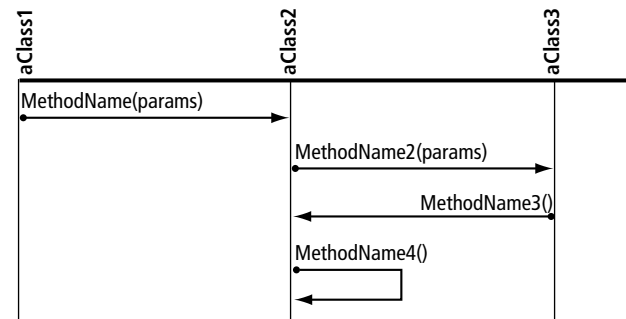 aClass1
aClass2
aClass3
MethodName(params)
MethodName2(params)
MethodName3()
MethodName4()